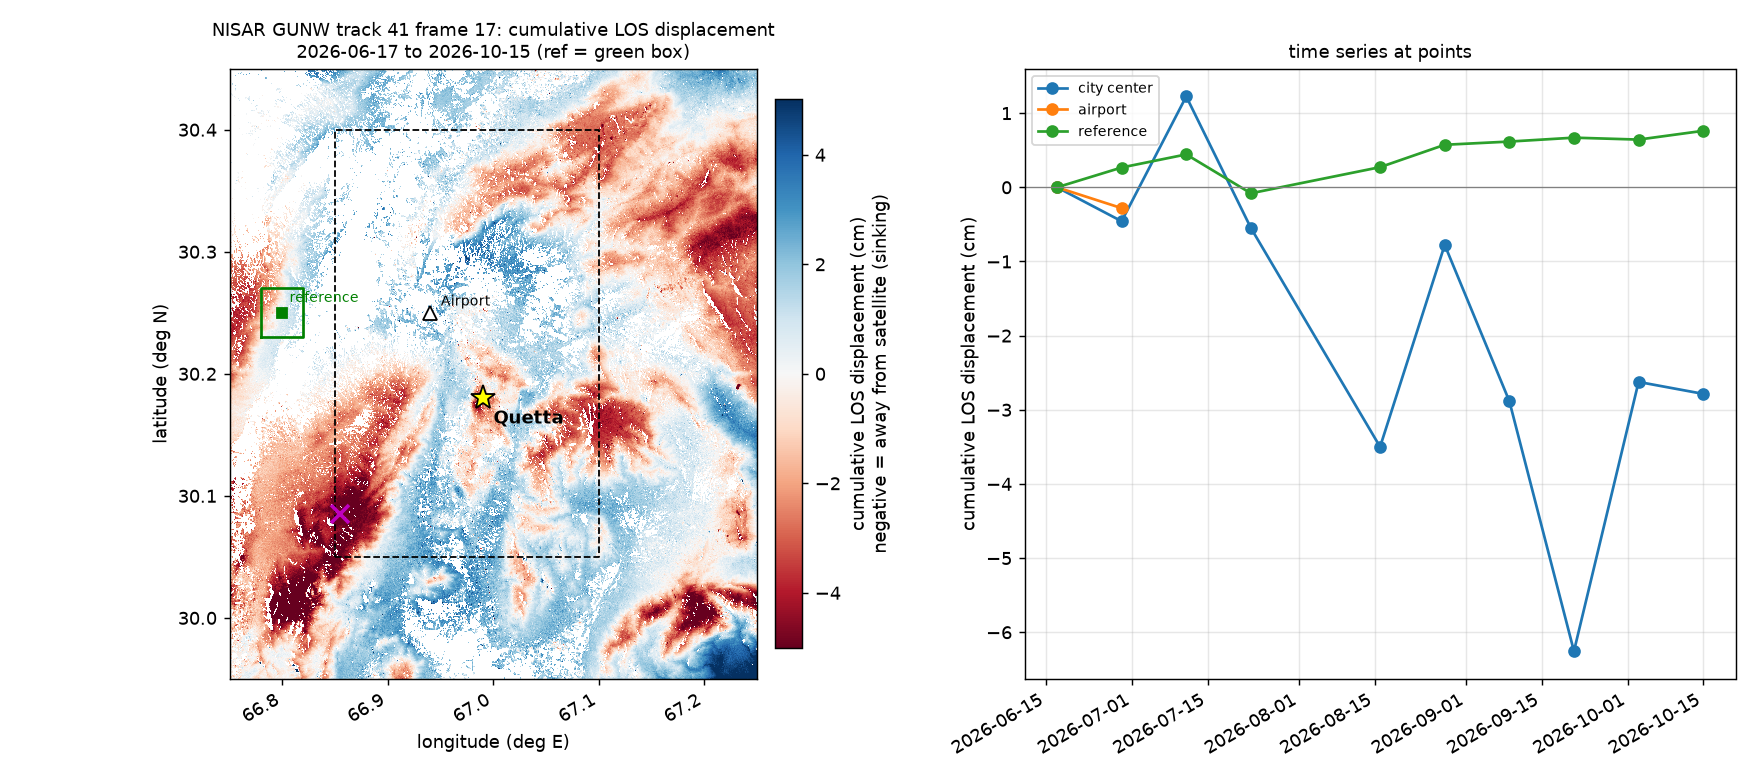 NISAR GUNW track 41 frame 17: cumulative LOS displacement
2026-06-17 to 2026-10-15 (ref = green box)
30.4
30.3
30.2
30.1
30.0
latitude (deg N)
66.8
66.9
67.0
67.1
67.2
longitude (deg E)
reference
Airport
Quetta
4
2
0
−2
−4
cumulative LOS displacement (cm)
negative = away from satellite (sinking)
time series at points
city center
airport
reference
1
0
−1
−2
−3
−4
−5
−6
cumulative LOS displacement (cm)
2026-06-15
2026-07-01
2026-07-15
2026-08-01
2026-08-15
2026-09-01
2026-09-15
2026-10-01
2026-10-15